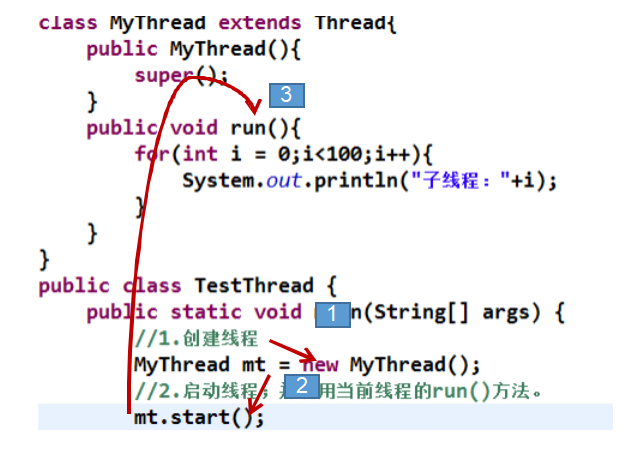 class MyThread extends Thread{
public MyThread(){
super();
}
3
public void run(){
for(int i = 0;i<100;i++){
System.out.println("子线程："+i);
}
}
}
public class TestThread {
public static void 1 n(String[] args) {
//1.创建线程
MyThread mt = new MyThread();
//2.启动线程； 2 用当前线程的run()方法。
mt.start();